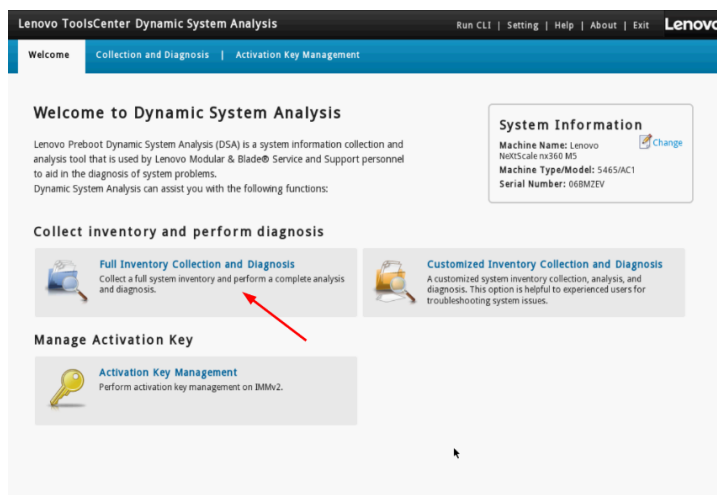 Lenovo ToolsCenter Dynamic System Analysis
Run CLI | Setting | Help | About | Exit
Lenovo
Welcome
Collection and Diagnosis | Activation Key Management
Welcome to Dynamic System Analysis
Lenovo Preboot Dynamic System Analysis (DSA) is a system information collection and
analysis tool that is used by Lenovo Modular & Blade® Service and Support personnel
to aid in the diagnosis of system problems.
Dynamic System Analysis can assist you with the following functions:
System Information
Machine Name: Lenovo
NeXtScale nx360 M5
Change
Machine Type/Model: 5465/AC1
Serial Number: 06BMZEV
Collect inventory and perform diagnosis
Full Inventory Collection and Diagnosis
Collect a full system inventory and perform a complete analysis
and diagnosis.
Customized Inventory Collection and Diagnosis
A customized system inventory collection, analysis, and
diagnosis. This option is helpful to experienced users for
troubleshooting system issues.
Manage Activation Key
Activation Key Management
Perform activation key management on IMMv2.